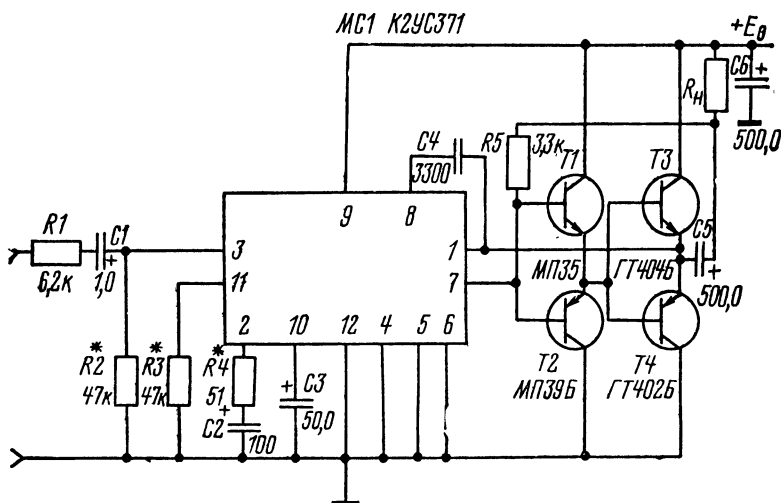 МС1 К2УС371
+Eв
C6
+
Rн
500,0
C4
3300
R5
3,3к
T1
T3
9
8
R1
6,2к
C1
+
1,0
3
11
1
7
C5
+
500,0
МП35
ГТ404Б
2
10
12
4
5
6
*
R2
47к
*
R3
47к
*
R4
51
+
C2
100
+
C3
50,0
T2
МП39Б
T4
ГТ402Б